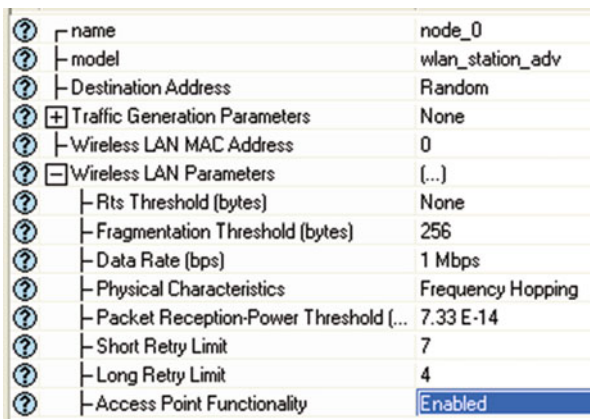 name node_0
model wlan_station_adv
Destination Address Random
Traffic Generation Parameters None
Wireless LAN MAC Address 0
Wireless LAN Parameters (...)
Rts Threshold (bytes) None
Fragmentation Threshold (bytes) 256
Data Rate (bps) 1 Mbps
Physical Characteristics Frequency Hopping
Packet Reception-Power Threshold (... 7.33 E-14
Short Retry Limit 7
Long Retry Limit 4
Access Point Functionality Enabled